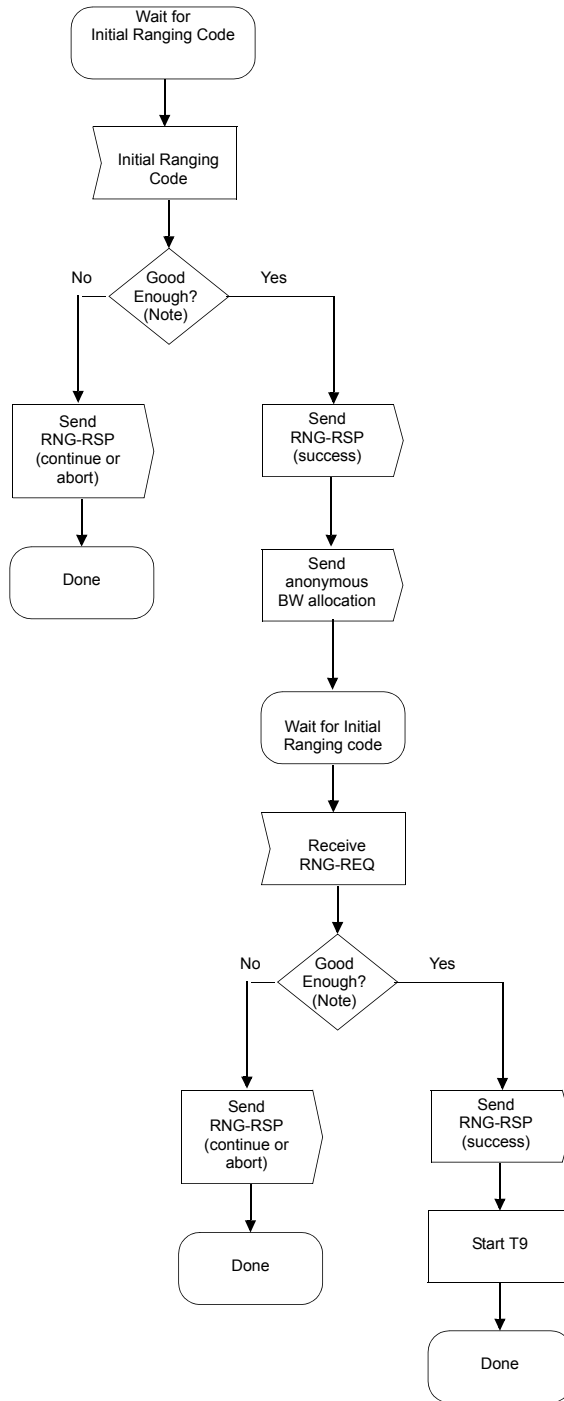 Wait for
Initial Ranging Code
Initial Ranging
Code
No
Good
Enough?
(Note)
Yes
Send
RNG-RSP
(continue or
abort)
Send
RNG-RSP
(success)
Done
Send
anonymous
BW allocation
Wait for Initial
Ranging code
Receive
RNG-REQ
No
Good
Enough?
(Note)
Yes
Send
RNG-RSP
(continue or
abort)
Send
RNG-RSP
(success)
Done
Start T9
Done